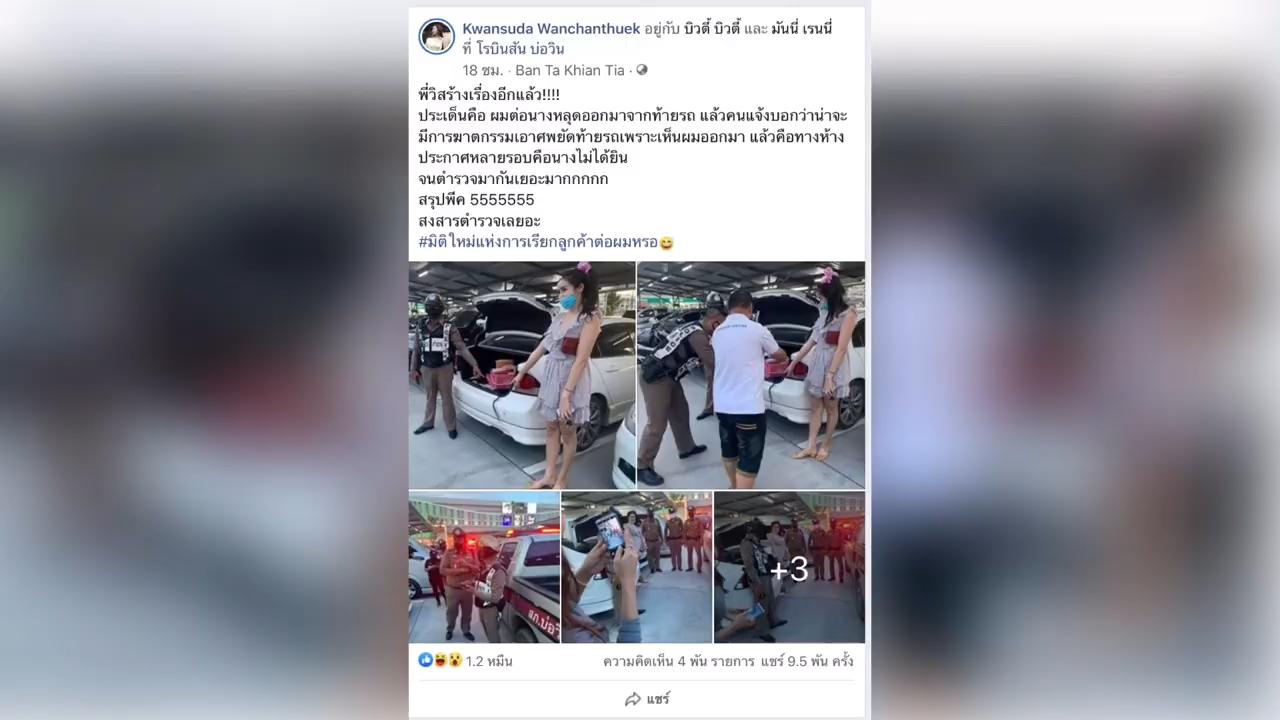 Kwansuda Wanchanthuek อยู่กับ บิวตี้ บิวตี้ และ มันนี่ เรนนี่
ที่ โรบินสัน บ่อวิน
18 ชม. · Ban Ta Khian Tia ·
พี่วิสร้างเรื่องอีกแล้ว!!!!
ประเด็นคือ ผมต่อนางหลุดออกมาจากท้ายรถ แล้วคนแจ้งบอกว่าน่าจะ
มีการฆาตกรรมเอาศพยัดท้ายรถเพราะเห็นผมออกมา แล้วคือทางห้าง
ประกาศหลายรอบคือนางไม่ได้ยิน
จนตำรวจมากันเยอะมากกกกก
สรุปพีค 5555555
สงสารตำรวจเลยอะ
#มิติใหม่แห่งการเรียกลูกค้าต่อผมหรอ😅
+3
1.2 หมื่น
ความคิดเห็น 4 พัน รายการ แชร์ 9.5 พัน ครั้ง
แชร์